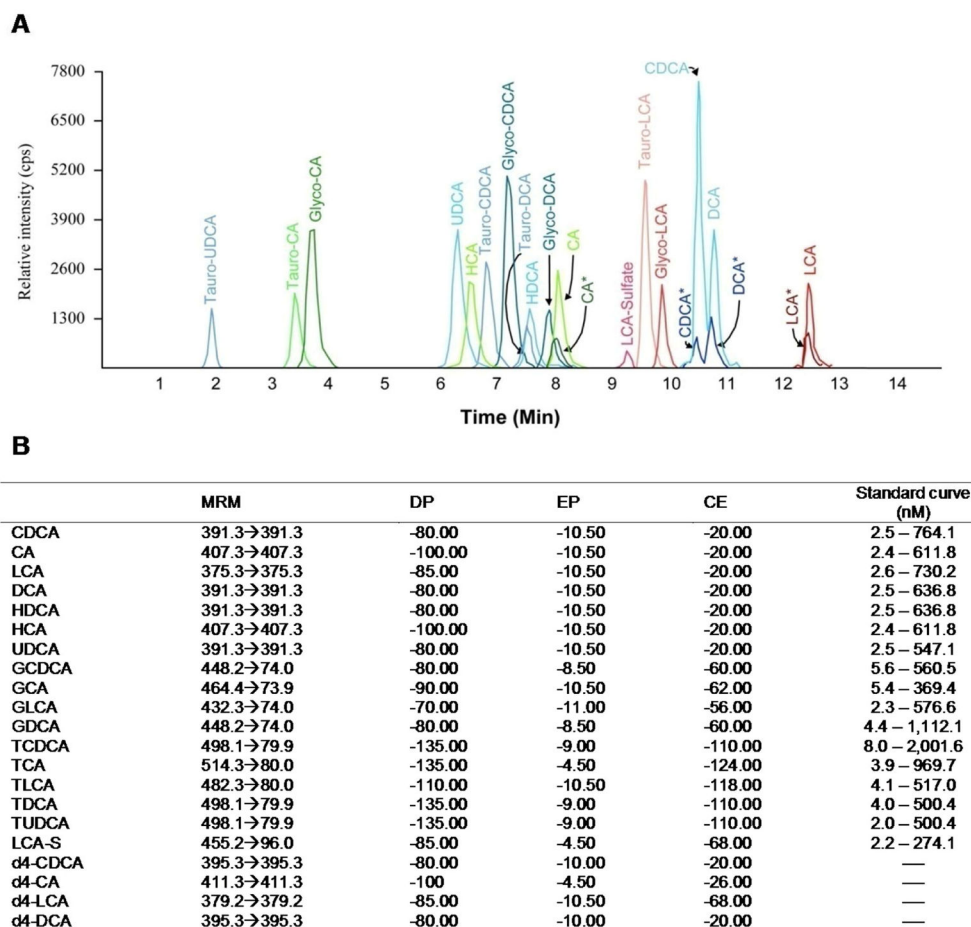 A
Relative intensity (cps)
7800
6500
5200
3900
2600
1300
Tauro-UDCA
Tauro-CA
Glyco-CA
UDCA
HCA
Tauro-CDCA
Glyco-CDCA
Tauro-DCA
HDCA
Glyco-DCA
CA
CA*
LCA-Sulfate
Tauro-LCA
Glyco-LCA
CDCA
CDCA*
DCA
DCA*
LCA*
LCA
1 2 3 4 5 6 7 8 9 10 11 12 13 14
Time (Min)
B
MRM DP EP CE Standard curve (nM)
CDCA 391.3→391.3 -80.00 -10.50 -20.00 2.5 – 764.1
CA 407.3→407.3 -100.00 -10.50 -20.00 2.4 – 611.8
LCA 375.3→375.3 -85.00 -10.50 -20.00 2.6 – 730.2
DCA 391.3→391.3 -80.00 -10.50 -20.00 2.5 – 636.8
HDCA 391.3→391.3 -80.00 -10.50 -20.00 2.5 – 636.8
HCA 407.3→407.3 -100.00 -10.50 -20.00 2.4 – 611.8
UDCA 391.3→391.3 -80.00 -10.50 -20.00 2.5 – 547.1
GCDCA 448.2→74.0 -80.00 -8.50 -60.00 5.6 – 560.5
GCA 464.4→73.9 -90.00 -10.50 -62.00 5.4 – 369.4
GLCA 432.3→74.0 -70.00 -11.00 -56.00 2.3 – 576.6
GDCA 448.2→74.0 -80.00 -8.50 -60.00 4.4 – 1,112.1
TCDCA 498.1→79.9 -135.00 -9.00 -110.00 8.0 – 2,001.6
TCA 514.3→80.0 -135.00 -4.50 -124.00 3.9 – 969.7
TLCA 482.3→80.0 -110.00 -10.50 -118.00 4.1 – 517.0
TDCA 498.1→79.9 -135.00 -9.00 -110.00 4.0 – 500.4
TUDCA 498.1→79.9 -135.00 -9.00 -110.00 2.0 – 500.4
LCA-S 455.2→96.0 -85.00 -4.50 -68.00 2.2 – 274.1
d4-CDCA 395.3→395.3 -80.00 -10.00 -20.00 —
d4-CA 411.3→411.3 -100 -4.50 -26.00 —
d4-LCA 379.2→379.2 -85.00 -10.50 -68.00 —
d4-DCA 395.3→395.3 -80.00 -10.00 -20.00 —